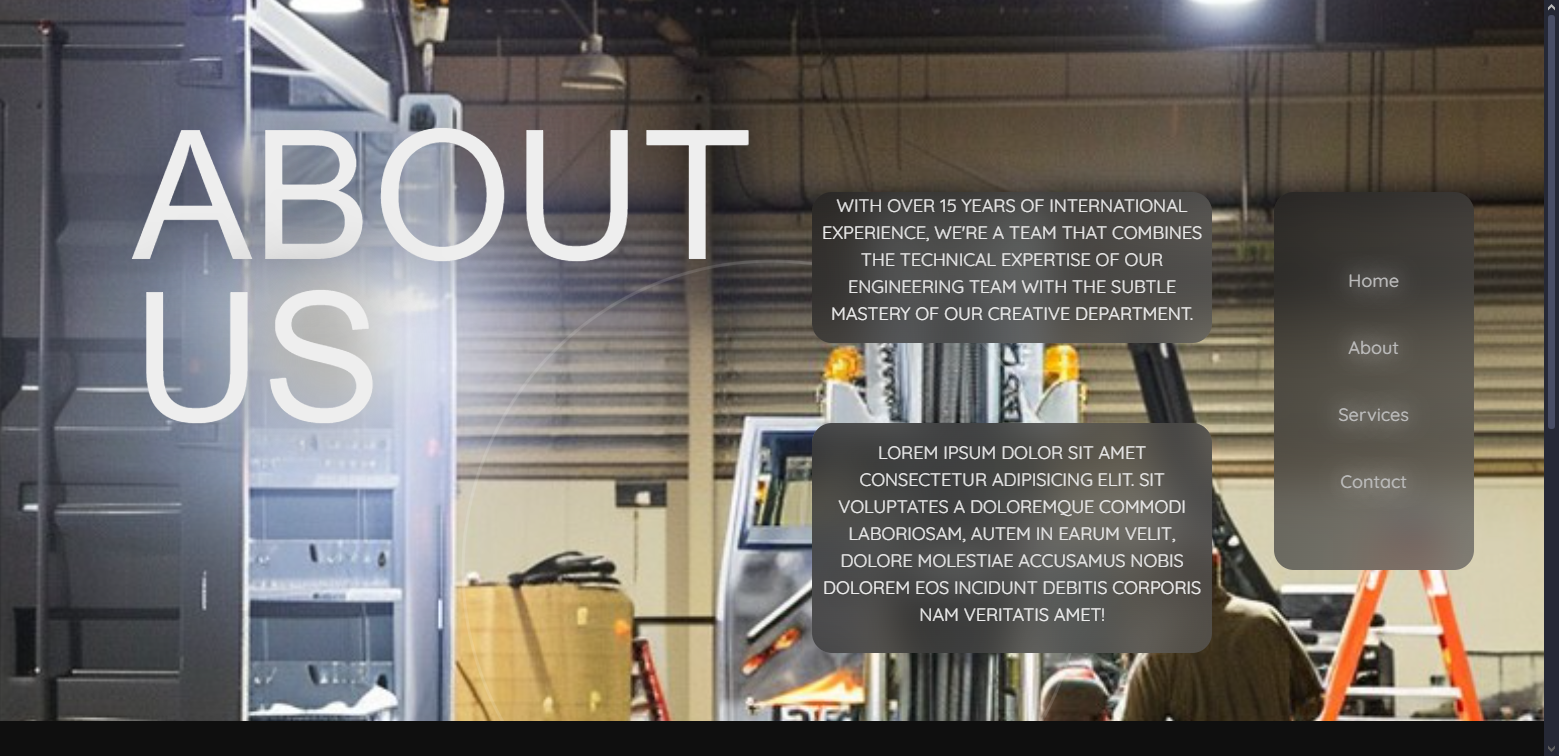 ABOUT
US
WITH OVER 15 YEARS OF INTERNATIONAL
EXPERIENCE, WE'RE A TEAM THAT COMBINES
THE TECHNICAL EXPERTISE OF OUR
ENGINEERING TEAM WITH THE SUBTLE
MASTERY OF OUR CREATIVE DEPARTMENT.
LOREM IPSUM DOLOR SIT AMET
CONSECTETUR ADIPISICING ELIT. SIT
VOLUPTATES A DOLOREMQUE COMMODI
LABORIOSAM, AUTEM IN EARUM VELIT,
DOLORE MOLESTIAE ACCUSAMUS NOBIS
DOLOREM EOS INCIDUNT DEBITIS CORPORIS
NAM VERITATIS AMET!
Home
About
Services
Contact